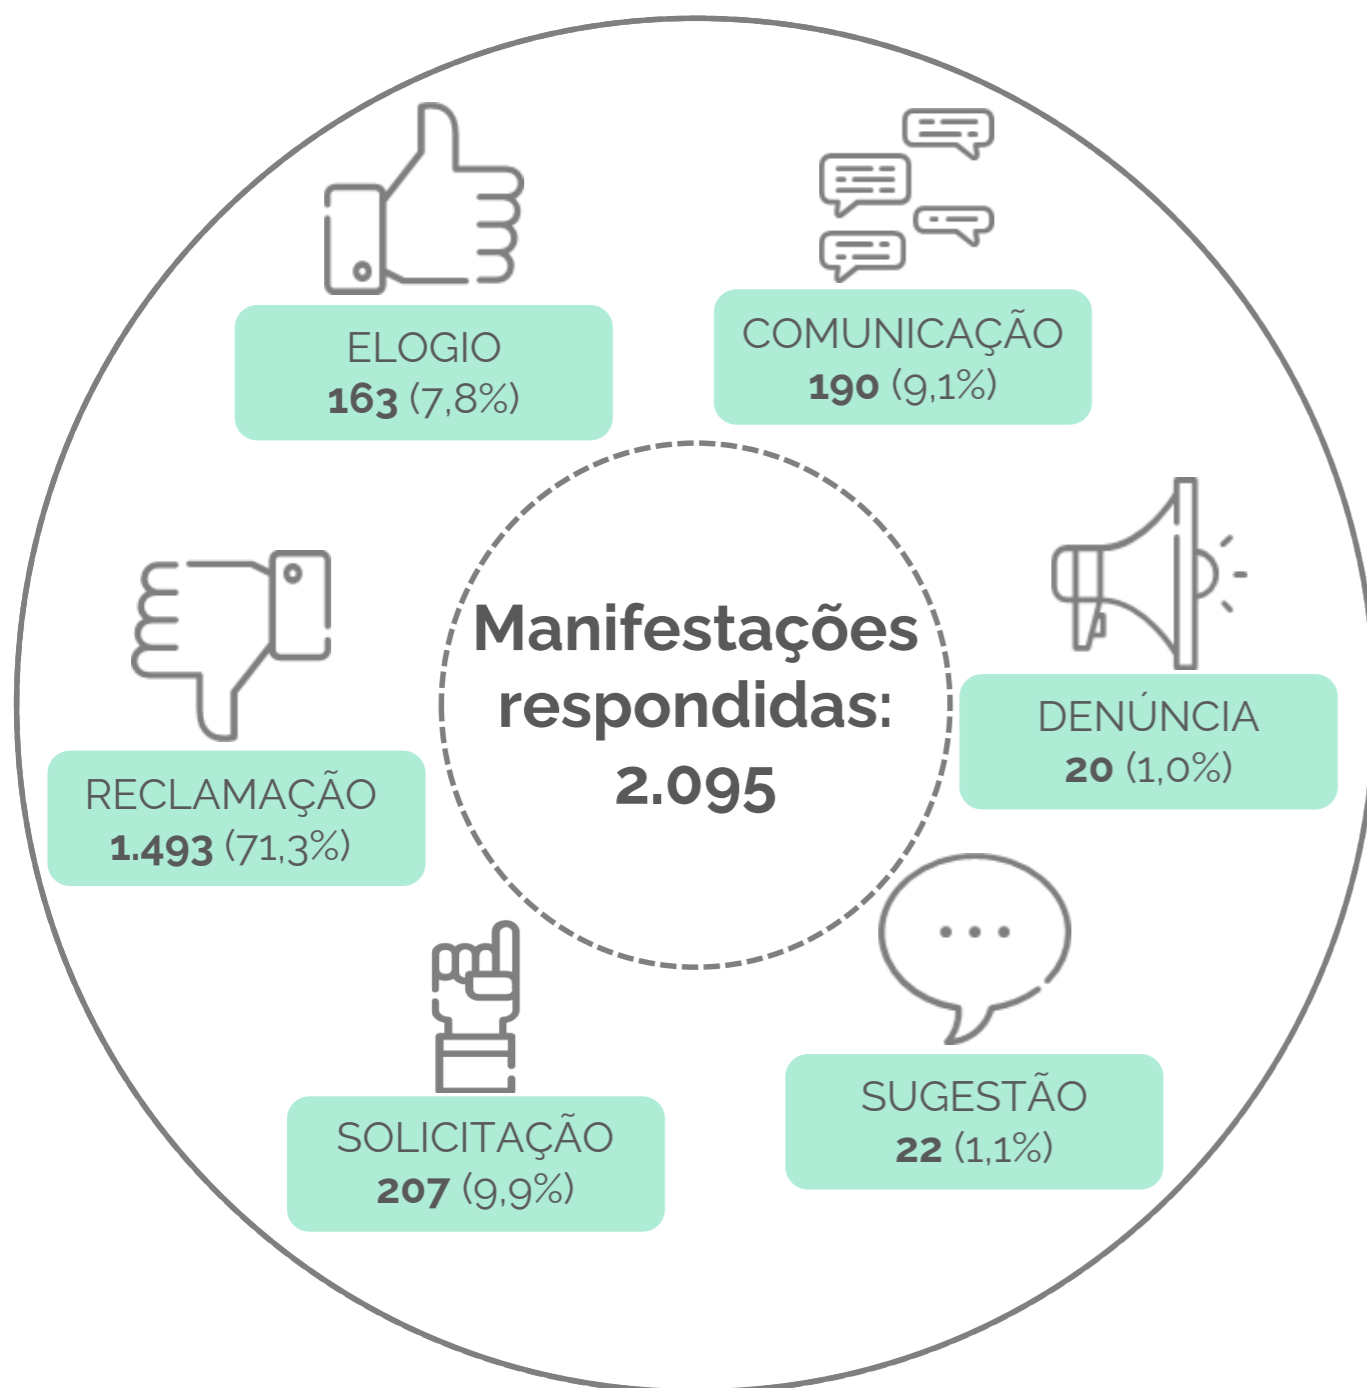 ELOGIO
163 (7,8%)
COMUNICAÇÃO
190 (9,1%)
Manifestações
respondidas:
2.095
DENÚNCIA
20 (1,0%)
RECLAMAÇÃO
1.493 (71,3%)
SUGESTÃO
22 (1,1%)
SOLICITAÇÃO
207 (9,9%)